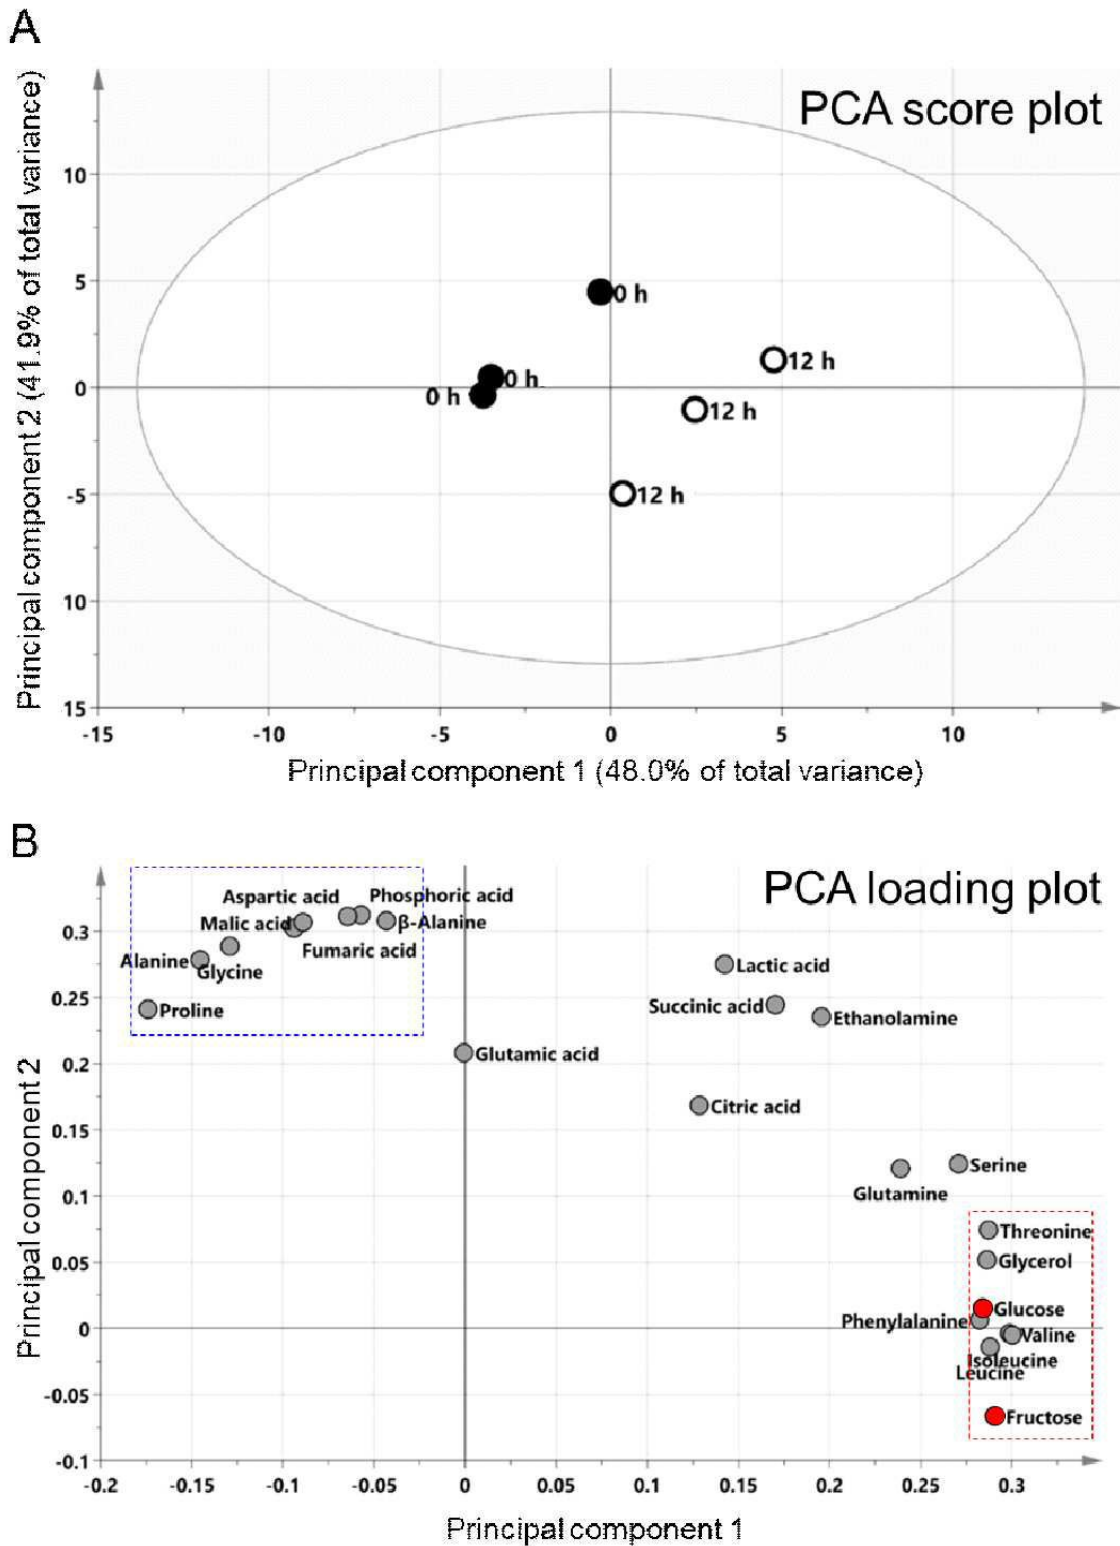 A
PCA score plot
Principal component 2 (41.9% of total variance)
10
5
0
-5
10
15
0 h
0 h
0 h
12 h
12 h
12 h
-15
-10
-5
0
5
10
Principal component 1 (48.0% of total variance)
B
PCA loading plot
Principal component 2
0.3
0.25
0.2
0.15
0.1
0.05
0
-0.05
-0.1
Aspartic acid
Phosphoric acid
Malic acid
β-Alanine
Fumaric acid
Alanine
Glycine
Proline
Lactic acid
Succinic acid
Ethanolamine
Glutamic acid
Citric acid
Serine
Glutamine
Threonine
Glycerol
Glucose
Phenylalanine
Valine
Isoleucine
Leucine
Fructose
-0.2
-0.15
-0.1
-0.05
0
0.05
0.1
0.15
0.2
0.25
0.3
Principal component 1